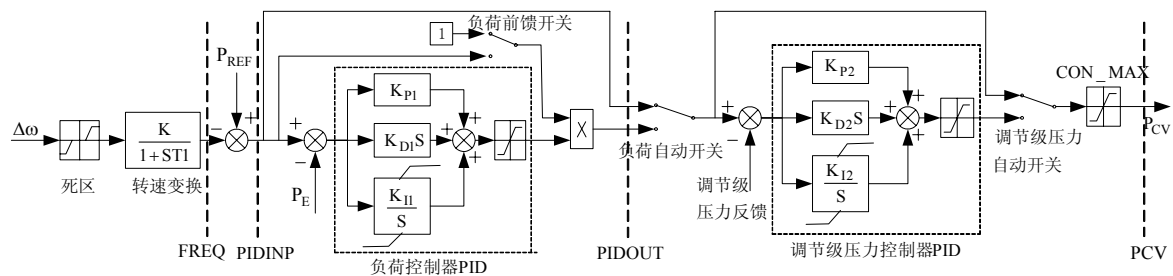 负荷前馈开关
1
P_REF
K_P1
K_P2
CON_MAX
Δω
K
1+ST1
K_D1S
X
K_D2S
P_CV
死区
转速变换
P_E
K_I1
S
负荷自动开关
调节级
压力反馈
K_I2
S
调节级压力
自动开关
FREQ
PIDINP
负荷控制器PID
PIDOUT
调节级压力控制器PID
PCV